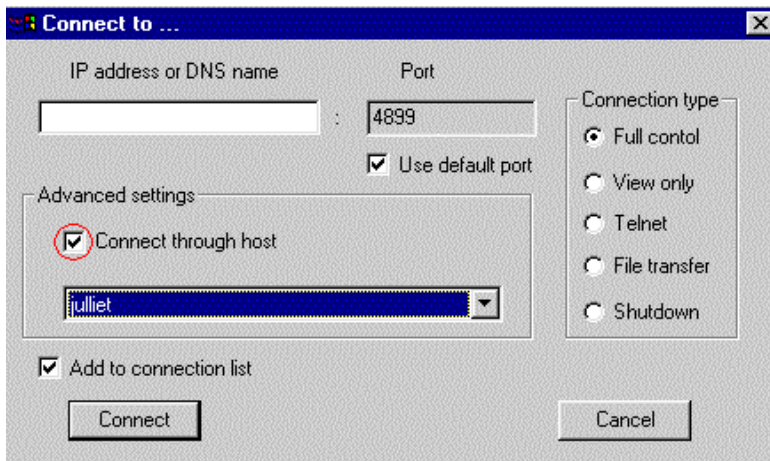 Connect to ...
IP address or DNS name
Port
:
4899
Use default port
Connection type
Full contol
View only
Telnet
File transfer
Shutdown
Advanced settings
Connect through host
julliet
Add to connection list
Connect
Cancel